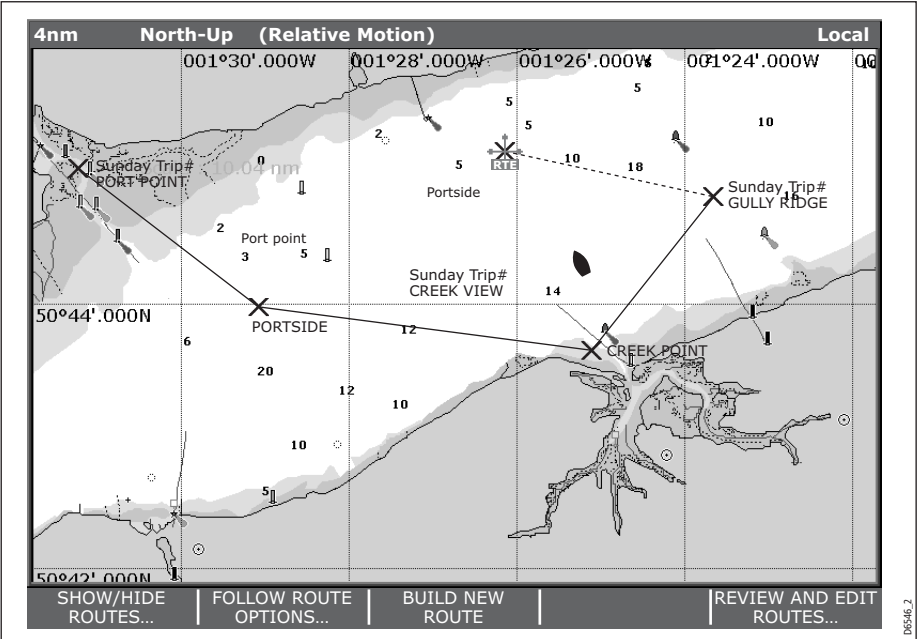 4nm North-Up (Relative Motion) Local
001°30'.000W 001°28'.000W 001°26'.000W 001°24'.000W
5
5
10
2
5
0
10.04 nm
5
10
18
RTE
Sunday Trip#
PORT POINT
Portside
Sunday Trip#
GULLY RIDGE
16
2
Port point
3
5
Sunday Trip#
CREEK VIEW
14
50°44'.000N
PORTSIDE
12
6
CREEK POINT
20
12
10
10
5
50°42'.000N
SHOW/HIDE
ROUTES...
FOLLOW ROUTE
OPTIONS...
BUILD NEW
ROUTE
REVIEW AND EDIT
ROUTES...
D6546_2